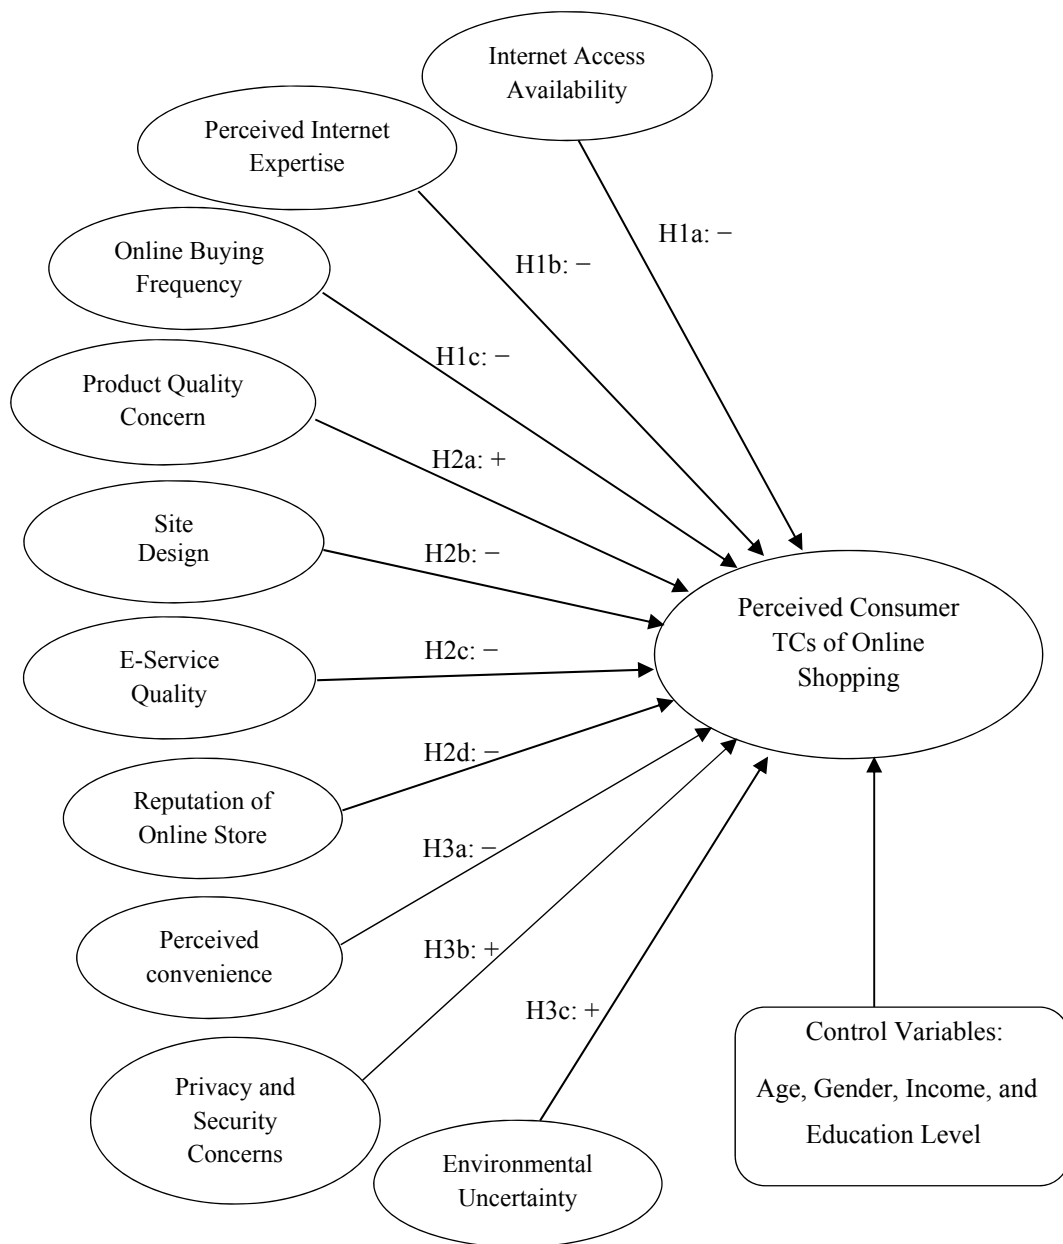 Internet Access
Availability
Perceived Internet
Expertise
H1a: −
Online Buying
Frequency
H1b: −
H1c: −
Product Quality
Concern
H2a: +
Site
Design
H2b: −
Perceived Consumer
TCs of Online
Shopping
E-Service
Quality
H2c: −
H2d: −
Reputation of
Online Store
H3a: −
Perceived
convenience
H3b: +
H3c: +
Control Variables:
Age, Gender, Income, and
Education Level
Privacy and
Security
Concerns
Environmental
Uncertainty